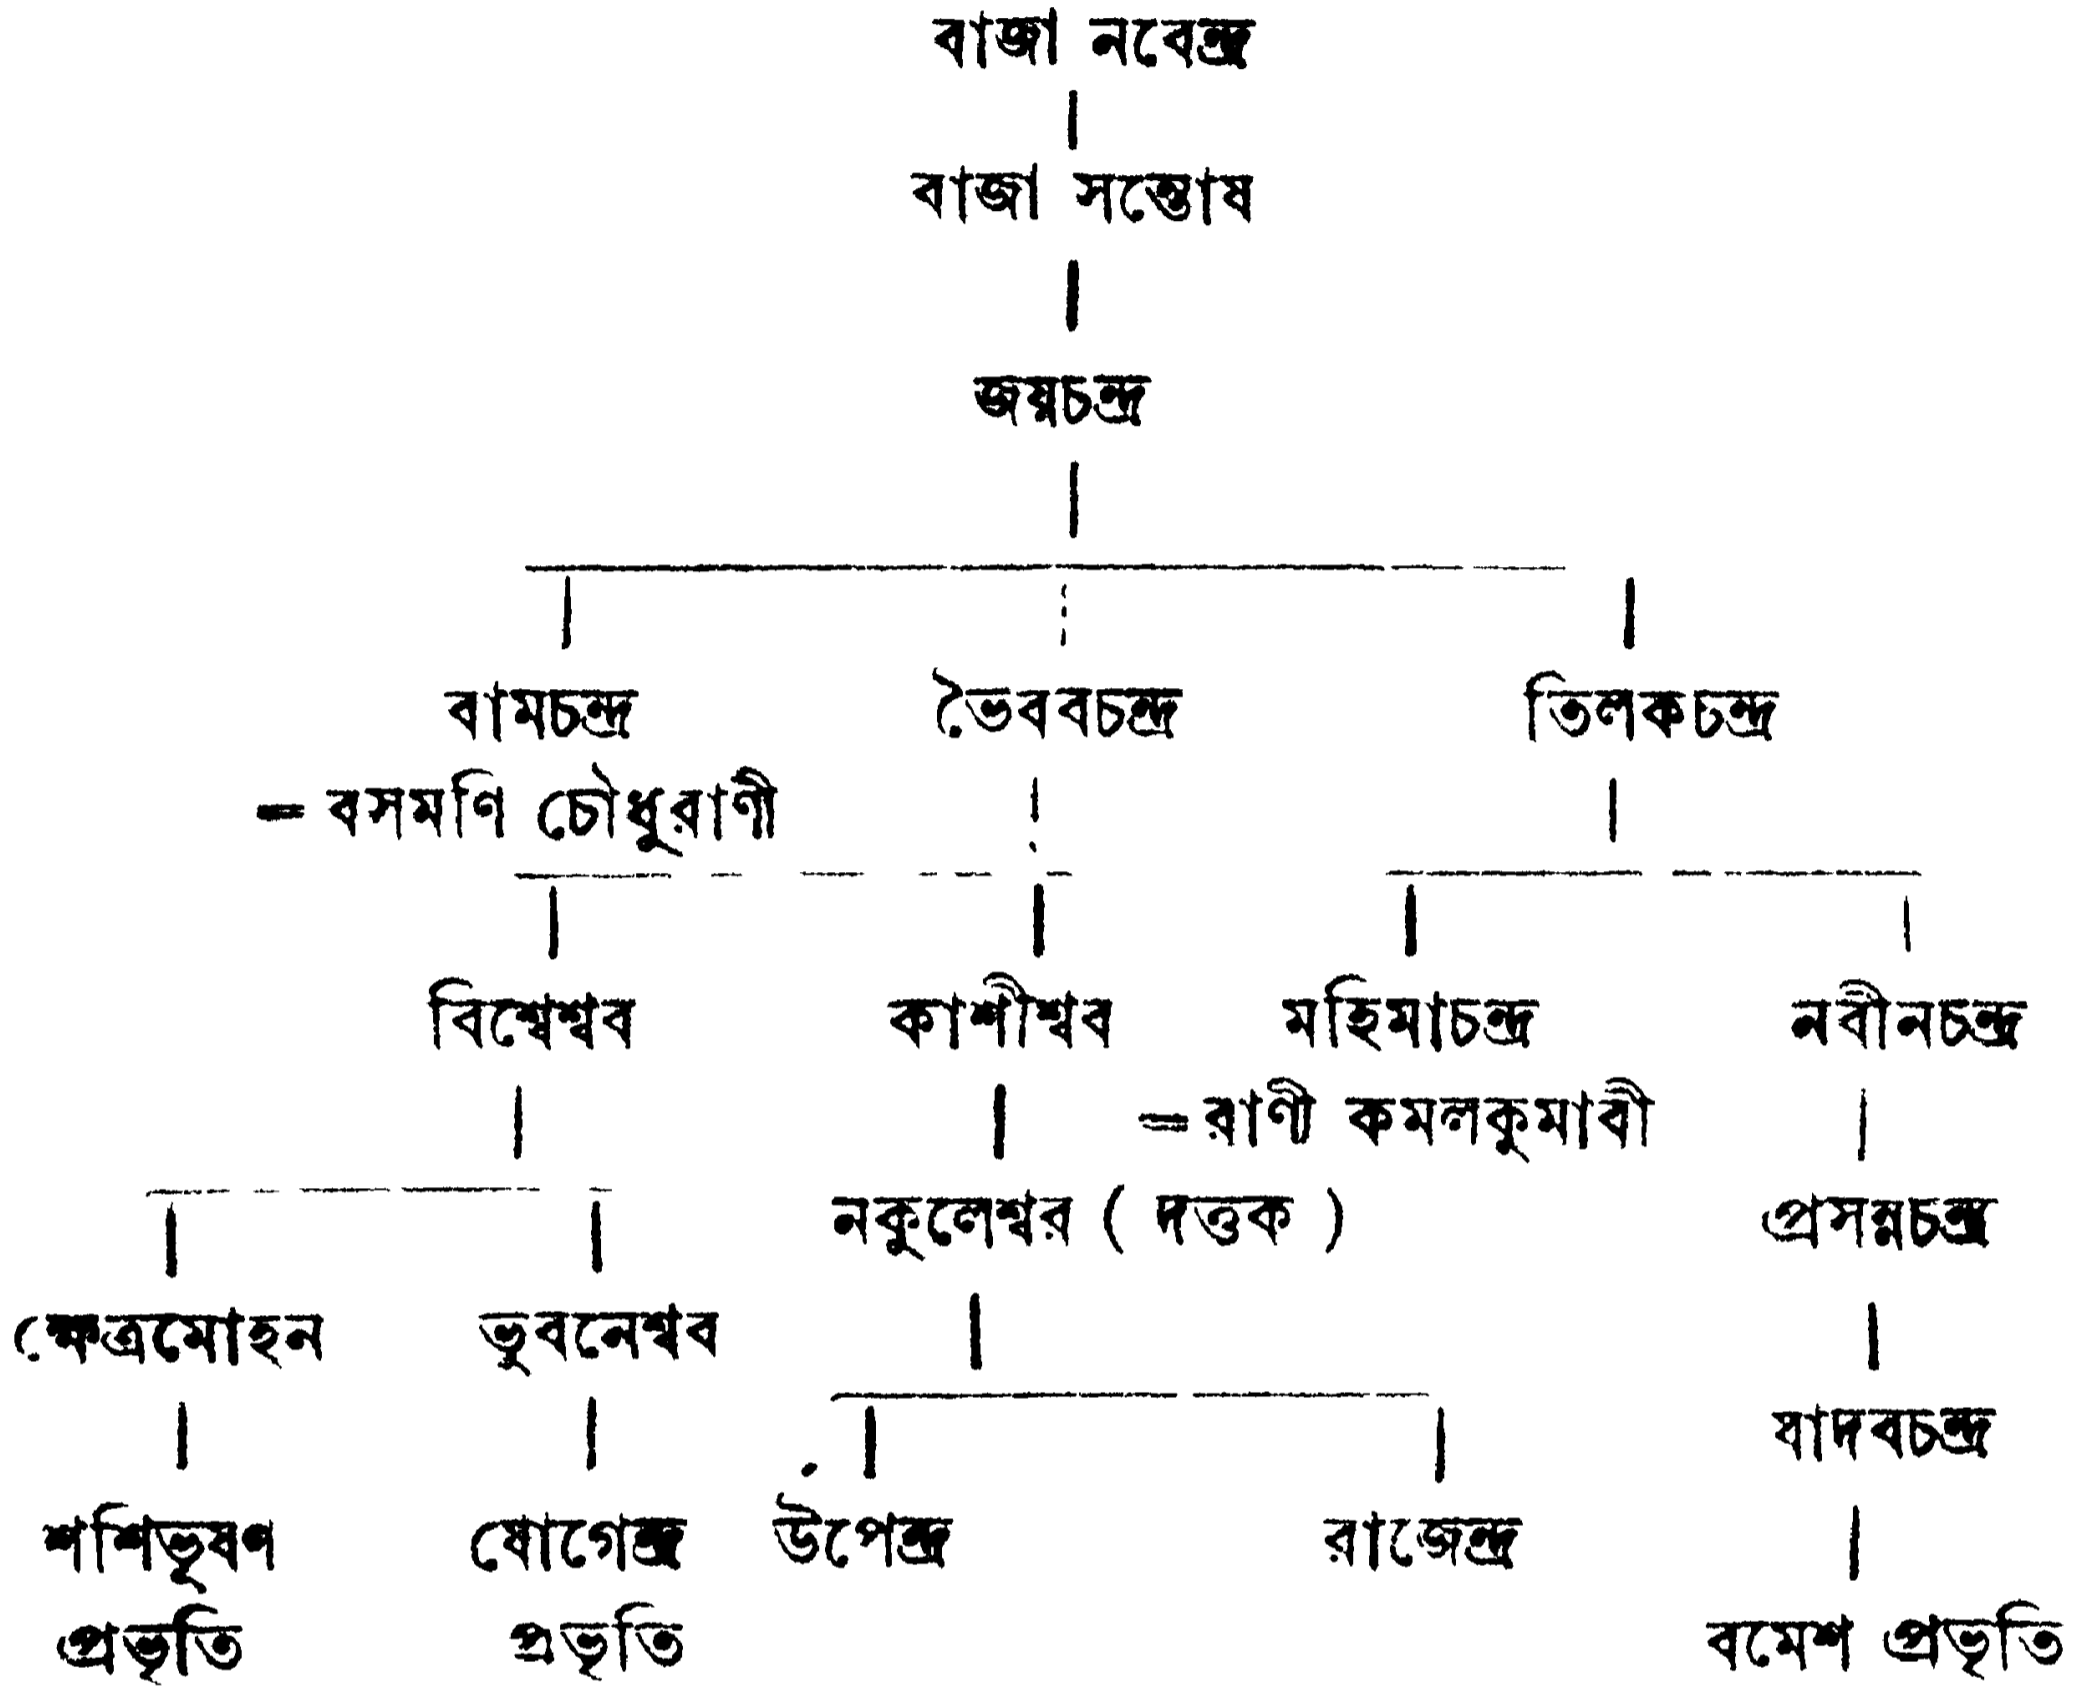 বাজা নবেন্দ্র
বাজা সন্তোষ
জয়চন্দ্র
বামচন্দ্র ভৈববচন্দ্র তিলকচন্দ্র
= বসমণি চৌধুরাণী
বিশ্বেশ্বব কাশীশ্বব মহিমাচন্দ্র নবীনচন্দ্র
= রাণী কমলকুমাবী
নকুলেশ্বর ( দত্তক ) প্রসন্নচন্দ্র
ক্ষেত্রমোহন ভুবনেশ্বব
যাদবচন্দ্র
শশিভূষণ যোগেন্দ্র উপেন্দ্র রাজেন্দ্র
প্রভৃতি প্রভৃতি বমেশ প্রভৃতি